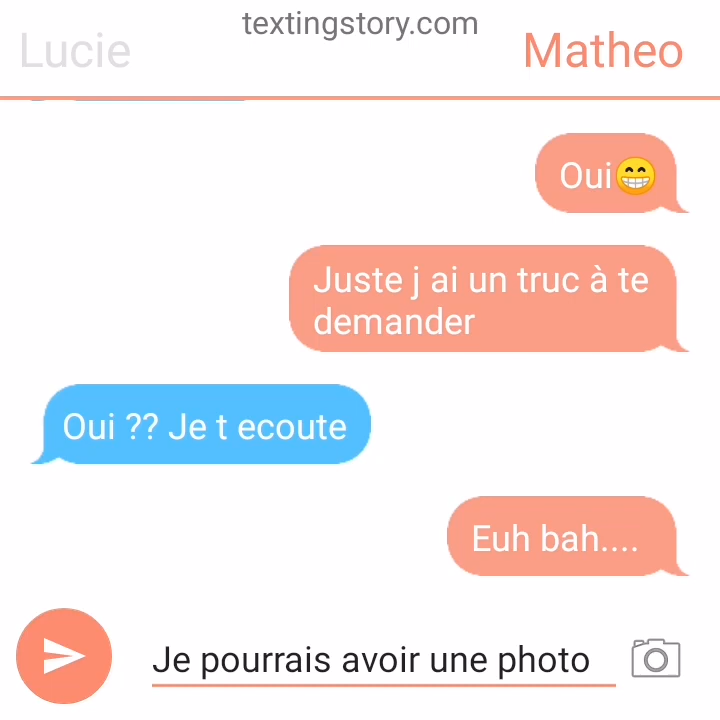 textingstory.com
Lucie
Matheo
Oui😁
Juste j ai un truc à te
demander
Oui ?? Je t ecoute
Euh bah....
Je pourrais avoir une photo